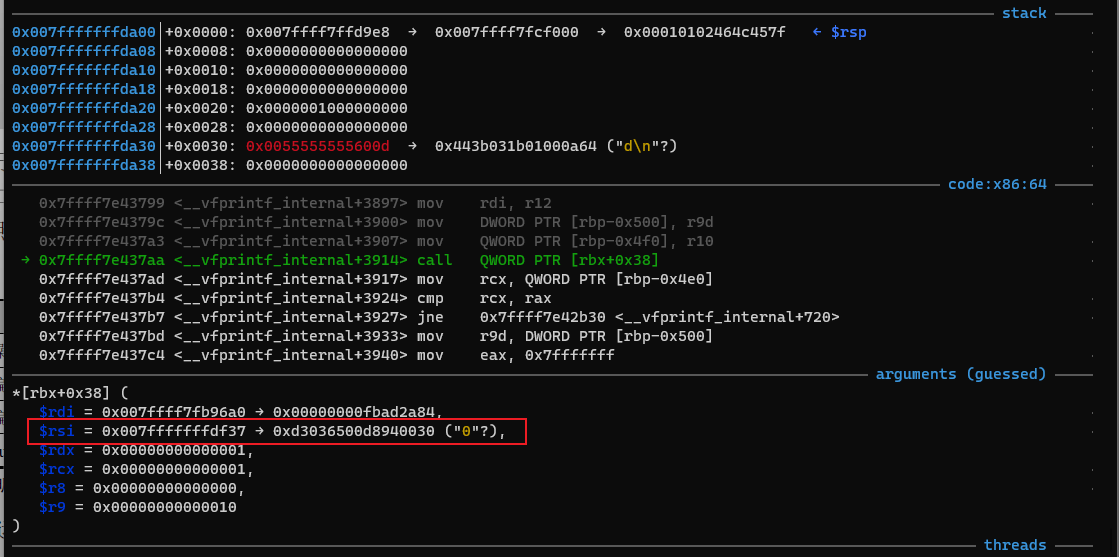 stack
0x007fffffffda00│+0x0000: 0x007ffff7ffd9e8  →  0x007ffff7fcf000  →  0x00010102464c457f   ← $rsp
0x007fffffffda08│+0x0008: 0x0000000000000000
0x007fffffffda10│+0x0010: 0x0000000000000000
0x007fffffffda18│+0x0018: 0x0000000000000000
0x007fffffffda20│+0x0020: 0x0000001000000000
0x007fffffffda28│+0x0028: 0x0000000000000000
0x007fffffffda30│+0x0030: 0x0055555555600d  →  0x443b031b01000a64 ("d\n"?)
0x007fffffffda38│+0x0038: 0x0000000000000000
code:x86:64
0x7ffff7e43799 <__vfprintf_internal+3897> mov    rdi, r12
0x7ffff7e4379c <__vfprintf_internal+3900> mov    DWORD PTR [rbp-0x500], r9d
0x7ffff7e437a3 <__vfprintf_internal+3907> mov    QWORD PTR [rbp-0x4f0], r10
→ 0x7ffff7e437aa <__vfprintf_internal+3914> call   QWORD PTR [rbx+0x38]
0x7ffff7e437ad <__vfprintf_internal+3917> mov    rcx, QWORD PTR [rbp-0x4e0]
0x7ffff7e437b4 <__vfprintf_internal+3924> cmp    rcx, rax
0x7ffff7e437b7 <__vfprintf_internal+3927> jne    0x7ffff7e42b30 <__vfprintf_internal+720>
0x7ffff7e437bd <__vfprintf_internal+3933> mov    r9d, DWORD PTR [rbp-0x500]
0x7ffff7e437c4 <__vfprintf_internal+3940> mov    eax, 0x7fffffff
arguments (guessed)
*[rbx+0x38] (
$rdi = 0x007ffff7fb96a0 → 0x00000000fbad2a84,
$rsi = 0x007fffffffdf37 → 0xd3036500d8940030 ("0"?),
$rdx = 0x00000000000001,
$rcx = 0x00000000000001,
$r8 = 0x00000000000000,
$r9 = 0x00000000000010
)
threads